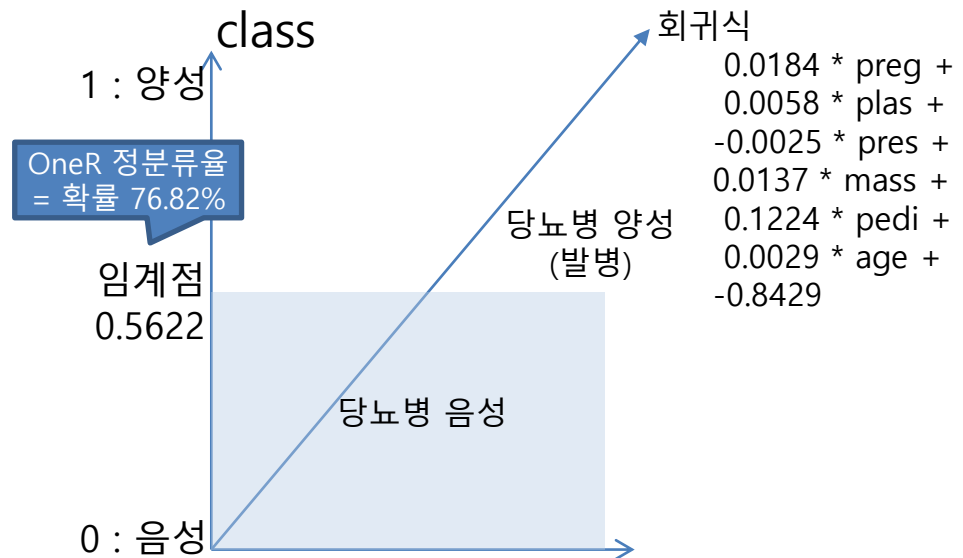 class
1 : 양성
OneR 정분류율
= 확률 76.82%
임계점
0.5622
0 : 음성
당뇨병 양성
(발병)
당뇨병 음성
회귀식
0.0184 * preg +
0.0058 * plas +
-0.0025 * pres +
0.0137 * mass +
0.1224 * pedi +
0.0029 * age +
-0.8429